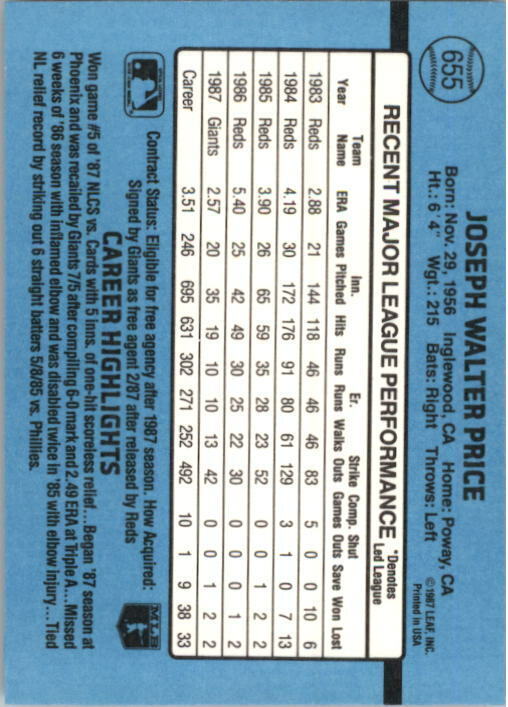 655
JOSEPH WALTER PRICE
Born: Nov. 29, 1956 Inglewood, CA Home: Poway, CA
Ht.: 6' 4" Wgt.: 215 Bats: Right Throws: Left
©1987 LEAF, INC.
Printed in USA
RECENT MAJOR LEAGUE PERFORMANCE
*Denotes
Led League
Team Inn. Er. Strike Comp. Shut
Year Name ERA Games Pitched Hits Runs Runs Walks Outs Games Outs Save Won Lost
1983 Reds 2.88 21 144 118 46 46 46 83 5 0 0 10 6
1984 Reds 4.19 30 172 176 91 80 61 129 3 1 0 7 13
1985 Reds 3.90 26 65 59 35 28 23 52 0 0 1 2 2
1986 Reds 5.40 25 42 49 30 25 22 30 0 0 0 1 2
1987 Giants 2.57 20 35 19 10 10 13 42 0 0 1 2 2
Career 3.51 246 695 631 302 271 252 492 10 1 9 38 33
Contract Status: Eligible for free agency after 1987 season. How Acquired:
Signed by Giants as free agent 2/87 after released by Reds
MLB
CAREER HIGHLIGHTS
Won game #5 of '87 NLCS vs. Cards with 5 inns. of one-hit scoreless relief...Began '87 season at
Phoenix and was recalled by Giants 7/5 after compiling 6-0 mark and 2.49 ERA at Triple A...Missed
6 weeks of '86 season with inflamed elbow and was disabled twice in '85 with elbow injury...Tied
NL relief record by striking out 6 straight batters 5/8/85 vs. Phillies.